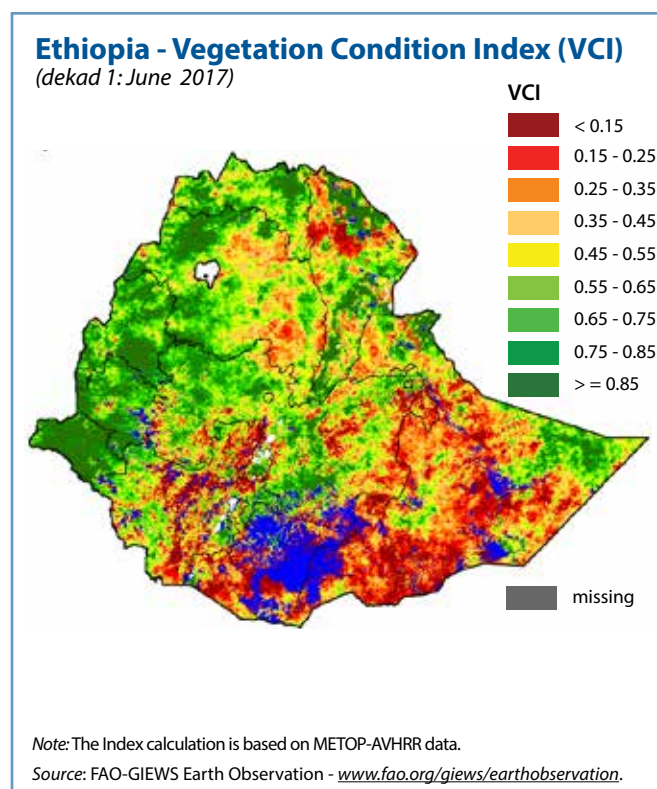 Ethiopia - Vegetation Condition Index (VCI)
(dekad 1: June 2017)
VCI
< 0.15
0.15 - 0.25
0.25 - 0.35
0.35 - 0.45
0.45 - 0.55
0.55 - 0.65
0.65 - 0.75
0.75 - 0.85
> = 0.85
missing
Note: The Index calculation is based on METOP-AVHRR data.
Source: FAO-GIEWS Earth Observation - www.fao.org/giews/earthobservation.